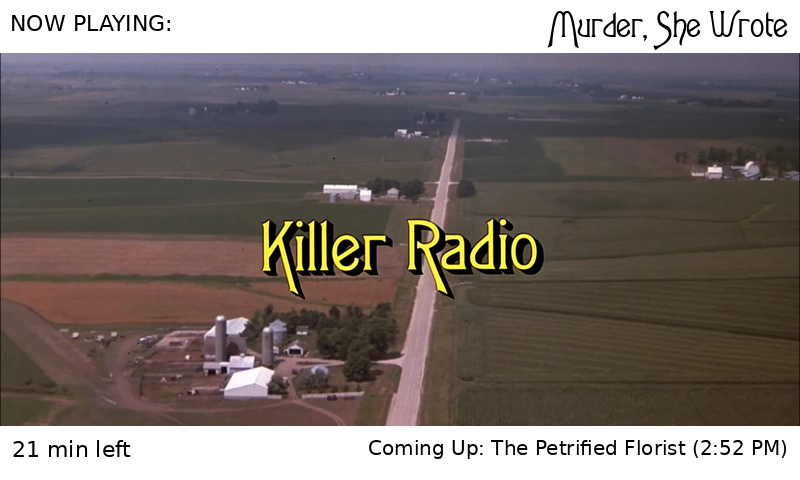 NOW PLAYING:
Murder, She Wrote
Killer Radio
21 min left
Coming Up: The Petrified Florist (2:52 PM)